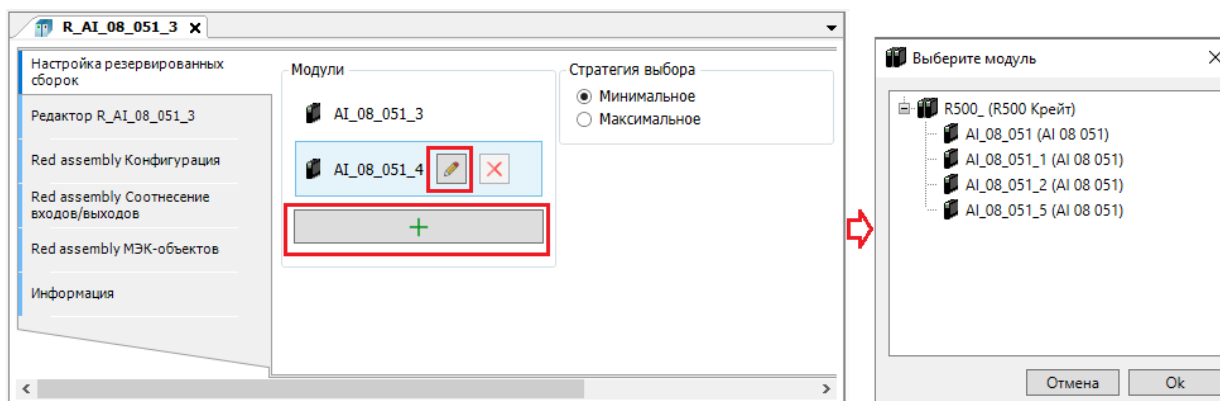 R_AI_08_051_3
Настройка резервированных
сборок
Редактор R_AI_08_051_3
Red assembly Конфигурация
Red assembly Соотнесение
входов/выходов
Red assembly МЭК-объектов
Информация
Модули
AI_08_051_3
AI_08_051_4
Стратегия выбора
Минимальное
Максимальное
Выберите модуль
R500_ (R500 Крейт)
AI_08_051 (AI 08 051)
AI_08_051_1 (AI 08 051)
AI_08_051_2 (AI 08 051)
AI_08_051_5 (AI 08 051)
Отмена
Ok